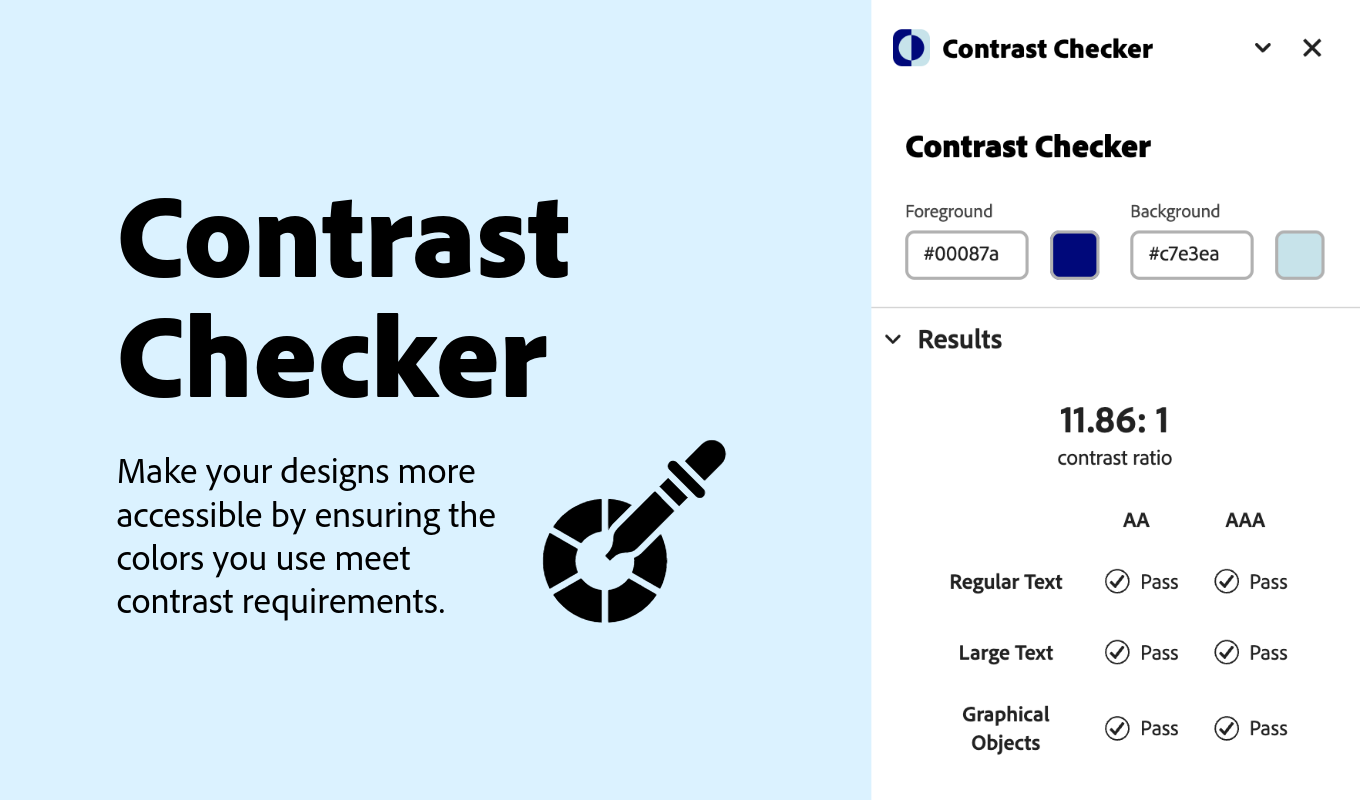 Contrast
Checker
Make your designs more
accessible by ensuring the
colors you use meet
contrast requirements.
Contrast Checker
Contrast Checker
Foreground Background
#00087a #c7e3ea
Results
11.86: 1
contrast ratio
AA AAA
Regular Text Pass Pass
Large Text Pass Pass
Graphical
Objects Pass Pass